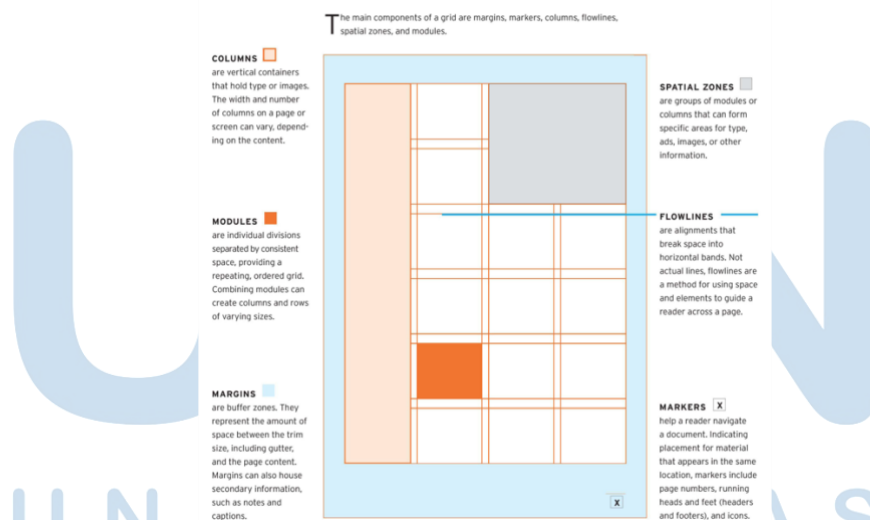 The main components of a grid are margins, markers, columns, flowlines,
spatial zones, and modules.
COLUMNS
are vertical containers
that hold type or images.
The width and number
of columns on a page or
screen can vary, depend-
ing on the content.
MODULES
are individual divisions
separated by consistent
space, providing a
repeating, ordered grid.
Combining modules can
create columns and rows
of varying sizes.
MARGINS
are buffer zones. They
represent the amount of
space between the trim
size, including gutter,
and the page content.
Margins can also house
secondary information,
such as notes and
captions.
SPATIAL ZONES
are groups of modules or
columns that can form
specific areas for type,
ads, images, or other
information.
FLOWLINES
are alignments that
break space into
horizontal bands. Not
actual lines, flowlines are
a method for using space
and elements to guide a
reader across a page.
MARKERS X
help a reader navigate
a document. Indicating
placement for material
that appears in the same
location, markers include
page numbers, running
heads and feet (headers
and footers), and icons.
X